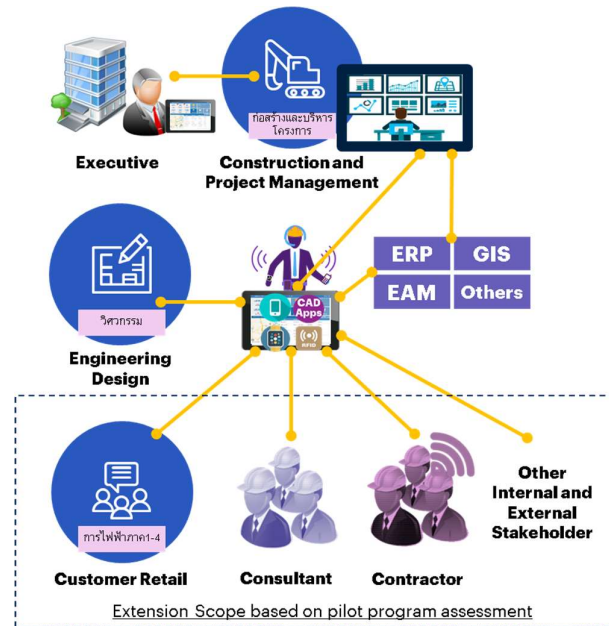 ก่อสร้างและบริหาร
โครงการ
Executive
Construction and
Project Management
ERP
GIS
EAM
Others
CAD
Apps
RFID
วิศวกรรม
Engineering
Design
การไฟฟ้าภาค1-4
Customer Retail
Consultant
Contractor
Other
Internal and
External
Stakeholder
Extension Scope based on pilot program assessment